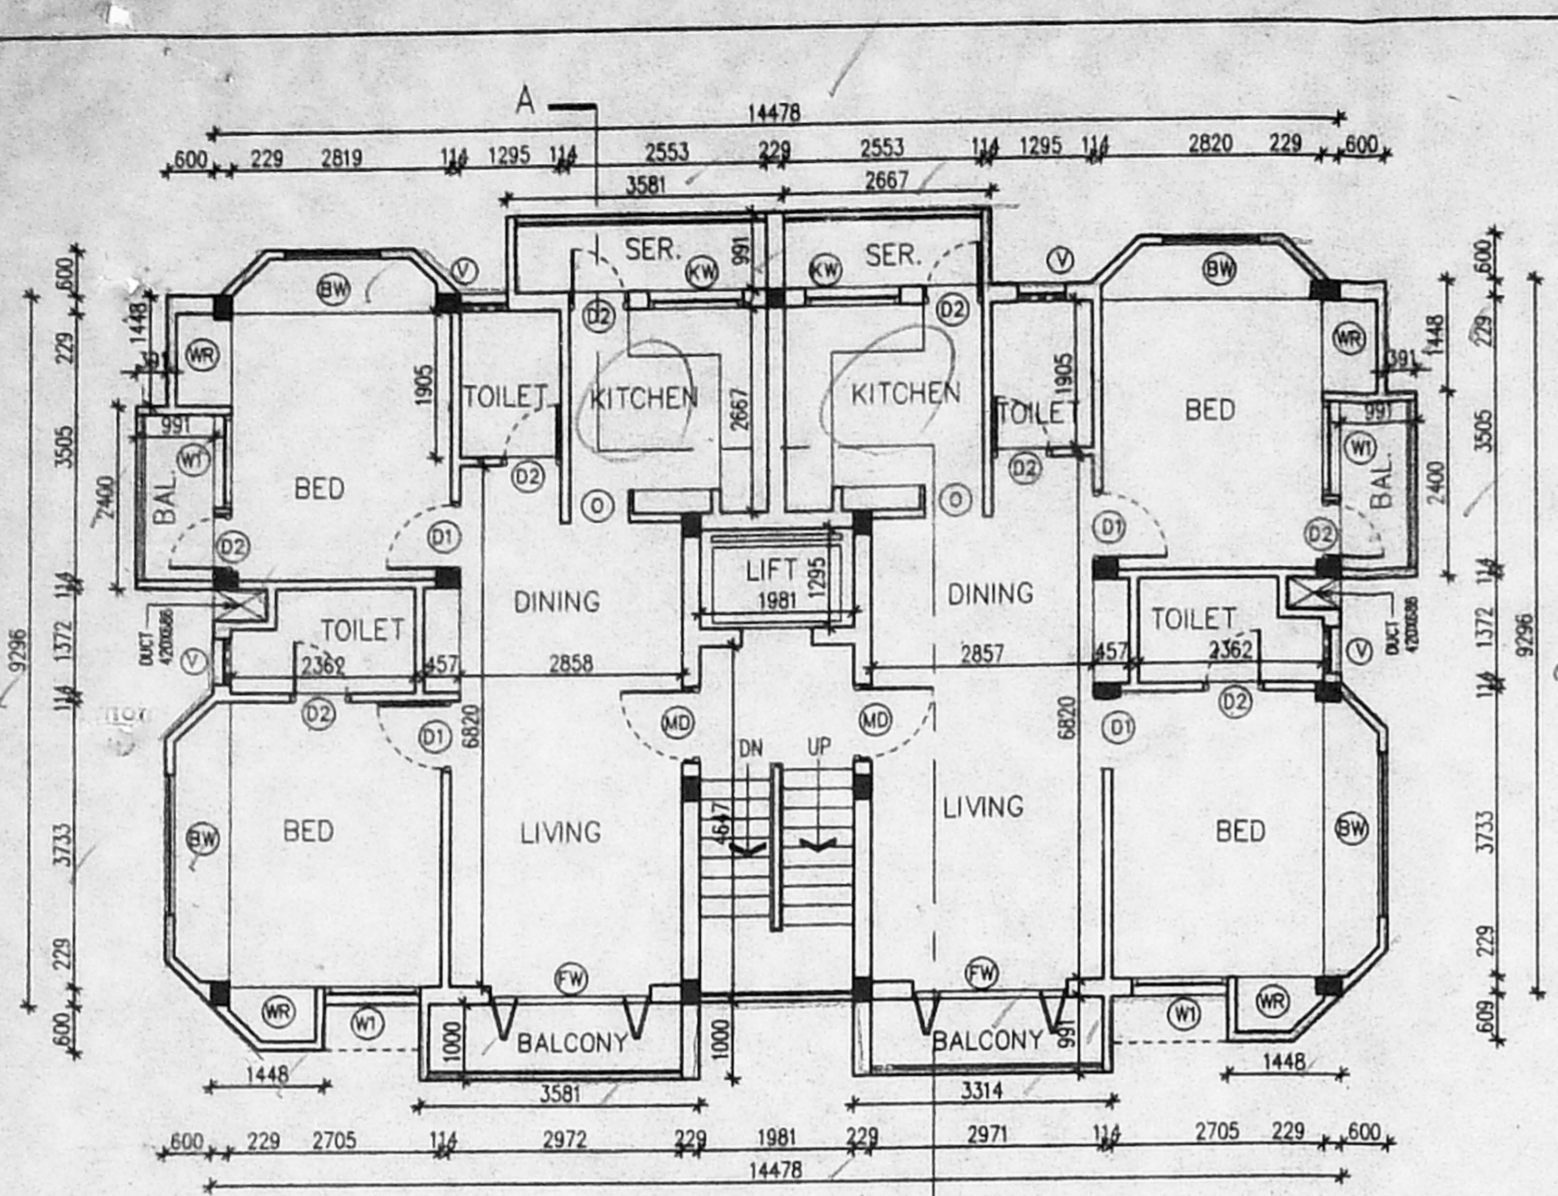 A
14478
600 229 2819 114 1295 114 2553 229 2553 114 1295 114 2820 229 600
3581 2667
SER. 991 SER.
V KW KW V
BW BW
600 600
D2 D2
1448 1448
229 WR WR 229
391 391
1905 TOILET KITCHEN 2667 KITCHEN TOILET 1905
BED
991 991
3505 W1 W1 3505
D2 D2
BED
2400 BAL. BAL. 2400
O O
D2 D1 D1 D2
LIFT 1295
1981
114 114
DINING DINING
DUCT 420X686 DUCT 420X686
TOILET TOILET
1372 1372
9296 9296
V V
2362 457 2858 2857 457 2362
114 114
D2 D1 6820 MD MD 6820 D1 D2
DN UP
LIVING
BED LIVING BED
BW 4647 BW
3733 3733
229 229
FW FW
WR W1 W1 WR
600 1000 BALCONY 1000 BALCONY 991 609
1448 1448
3581 3314
600 229 2705 114 2972 229 1981 229 2971 114 2705 229 600
14478